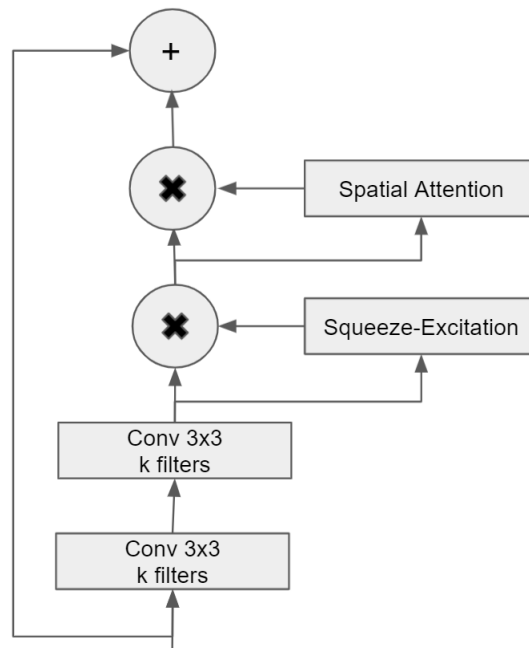 +
✖
Spatial Attention
✖
Squeeze-Excitation
Conv 3x3
k filters
Conv 3x3
k filters